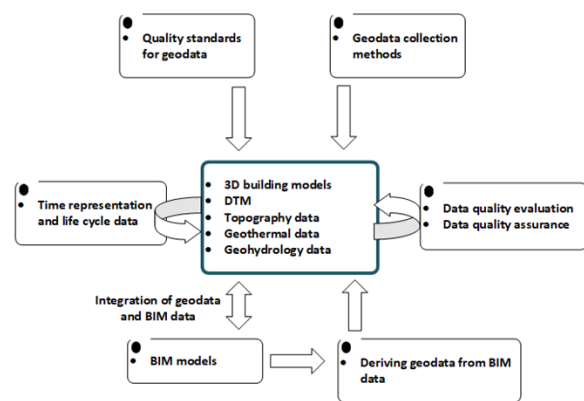 Quality standards
for geodata
Geodata collection
methods
3D building models
DTM
Topography data
Geothermal data
Geohydrology data
Time representation
and life cycle data
Data quality evaluation
Data quality assurance
Integration of geodata
and BIM data
BIM models
Deriving geodata from BIM
data